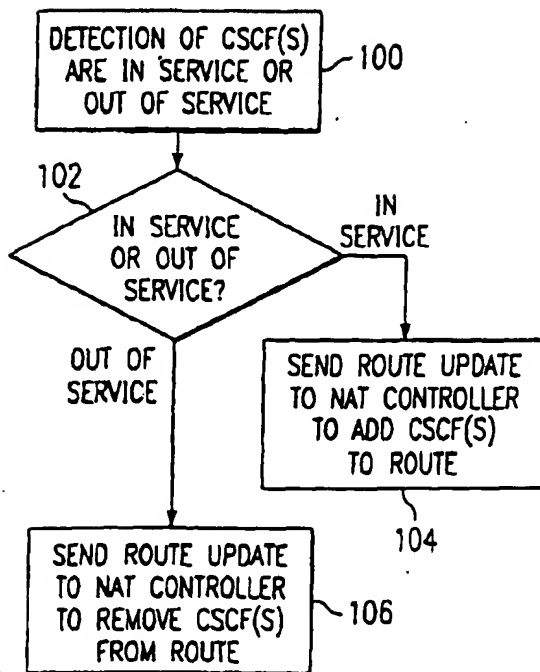 DETECTION OF CSCF(S)
ARE IN SERVICE OR
OUT OF SERVICE
100
102
IN SERVICE
OR OUT OF
SERVICE?
IN
SERVICE
OUT OF
SERVICE
SEND ROUTE UPDATE
TO NAT CONTROLLER
TO ADD CSCF(S)
TO ROUTE
104
SEND ROUTE UPDATE
TO NAT CONTROLLER
TO REMOVE CSCF(S)
FROM ROUTE
106